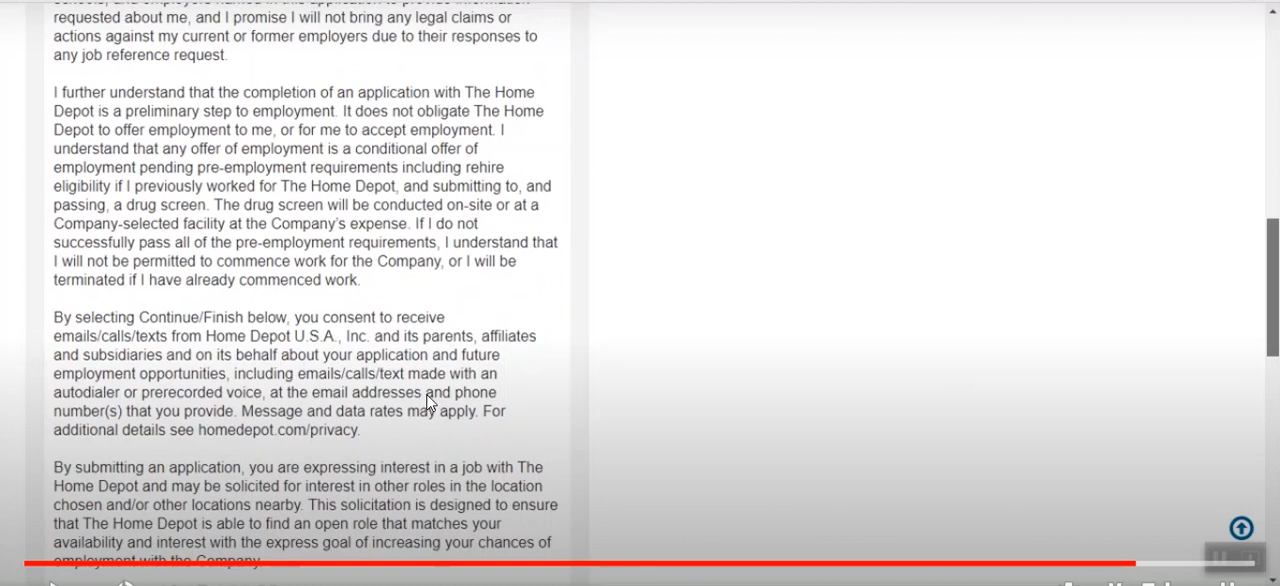 requested about me, and I promise I will not bring any legal claims or
actions against my current or former employers due to their responses to
any job reference request.
I further understand that the completion of an application with The Home
Depot is a preliminary step to employment. It does not obligate The Home
Depot to offer employment to me, or for me to accept employment. I
understand that any offer of employment is a conditional offer of
employment pending pre-employment requirements including rehire
eligibility if I previously worked for The Home Depot, and submitting to, and
passing, a drug screen. The drug screen will be conducted on-site or at a
Company-selected facility at the Company's expense. If I do not
successfully pass all of the pre-employment requirements, I understand that
I will not be permitted to commence work for the Company, or I will be
terminated if I have already commenced work.
By selecting Continue/Finish below, you consent to receive
emails/calls/texts from Home Depot U.S.A., Inc. and its parents, affiliates
and subsidiaries and on its behalf about your application and future
employment opportunities, including emails/calls/text made with an
autodialer or prerecorded voice, at the email addresses and phone
number(s) that you provide. Message and data rates may apply. For
additional details see homedepot.com/privacy.
By submitting an application, you are expressing interest in a job with The
Home Depot and may be solicited for interest in other roles in the location
chosen and/or other locations nearby. This solicitation is designed to ensure
that The Home Depot is able to find an open role that matches your
availability and interest with the express goal of increasing your chances of
employment with the Company.